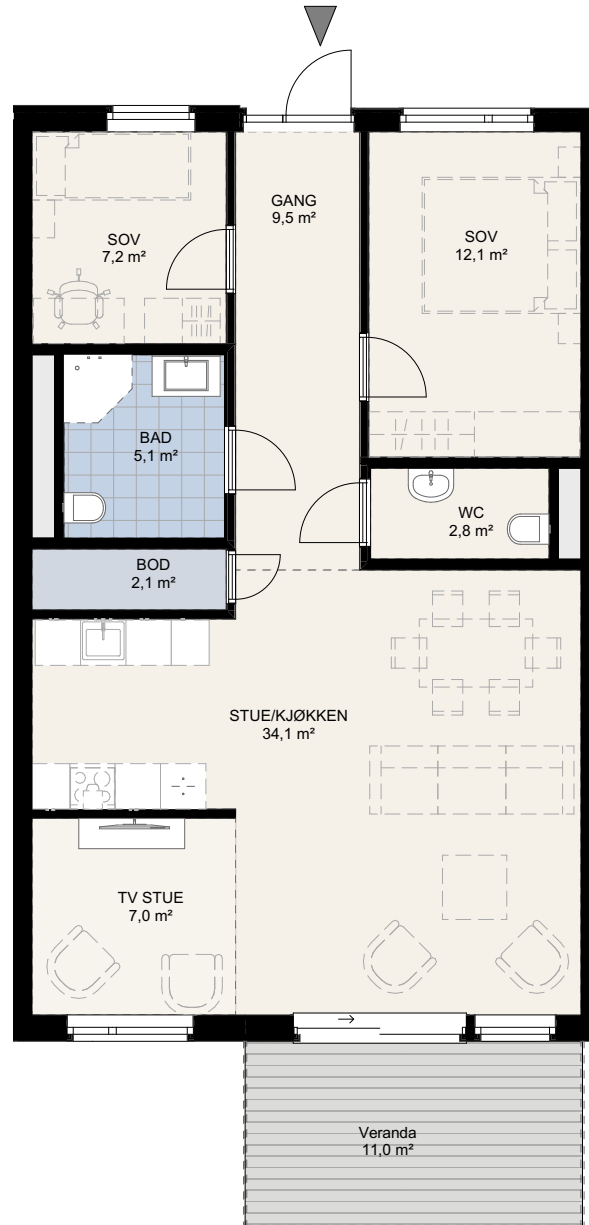 GANG
9,5 m²
SOV
7,2 m²
SOV
12,1 m²
BAD
5,1 m²
WC
2,8 m²
BOD
2,1 m²
STUE/KJØKKEN
34,1 m²
TV STUE
7,0 m²
Veranda
11,0 m²